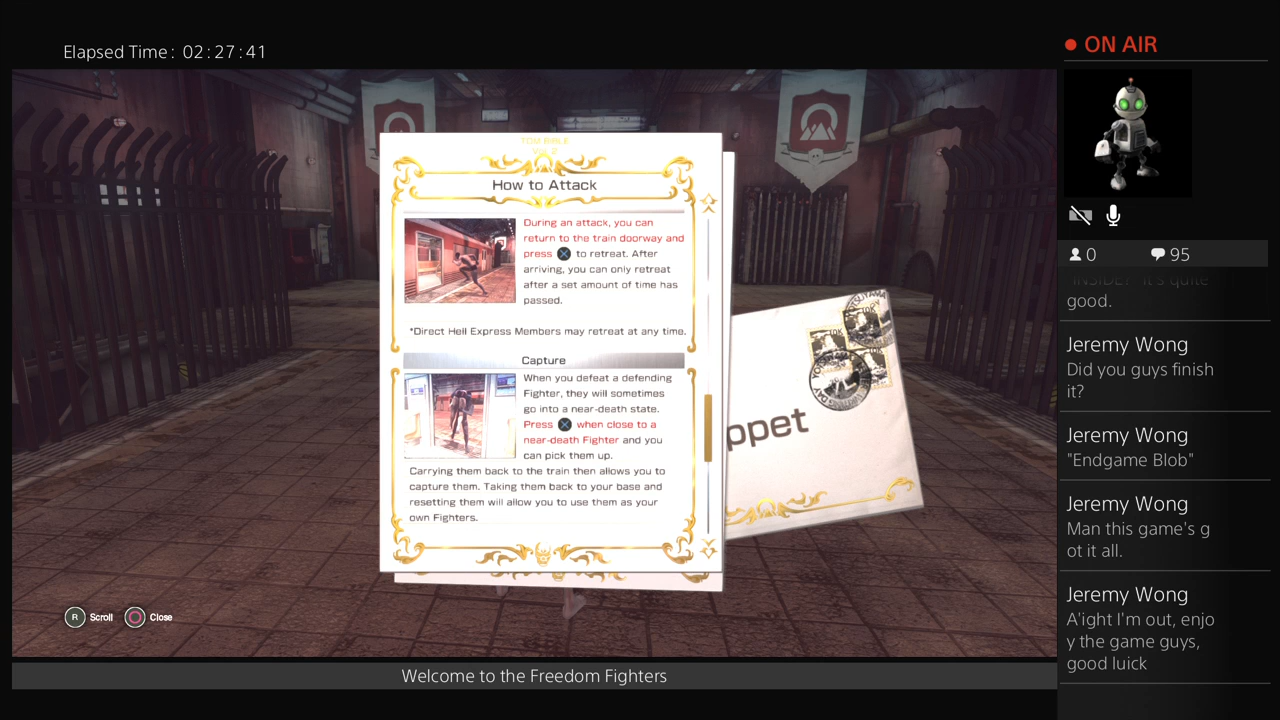 Elapsed Time: 02:27:41
ON AIR
TDM BIBLE
Vol. 2
How to Attack
During an attack, you can
return to the train doorway and
press to retreat. After
arriving, you can only retreat
after a set amount of time has
passed.
*Direct Hell Express Members may retreat at any time.
Capture
When you defeat a defending
Fighter, they will sometimes
go into a near-death state.
Press when close to a
near-death Fighter and you
can pick them up.
Carrying them back to the train then allows you to
capture them. Taking them back to your base and
resetting them will allow you to use them as your
own Fighters.
ppet
R Scroll Close
Welcome to the Freedom Fighters
0 95
"INSIDE?" It's quite
good.
Jeremy Wong
Did you guys finish
it?
Jeremy Wong
"Endgame Blob"
Jeremy Wong
Man this game's g
ot it all.
Jeremy Wong
A'ight I'm out, enjo
y the game guys,
good luick